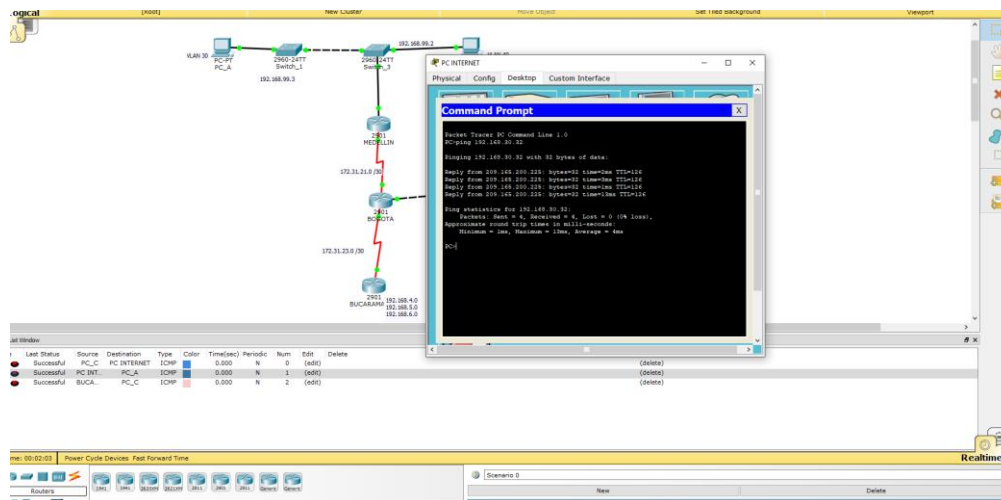 Logical
[Root]
New Cluster
Move Object
Set Tiled Background
Viewport
VLAN 30
PC-PT
PC_A
2960-24TT
Switch_1
192.168.99.3
2960-24TT
192.168.99.2
2901
MEDELLIN
172.31.21.0 /30
2901
BOGOTA
172.31.23.0 /30
2901
BUCARAMA
192.168.4.0
192.168.5.0
192.168.6.0
PC INTERNET
Physical Config Desktop Custom Interface
Command Prompt
X
Packet Tracer PC Command Line 1.0
PC>ping 192.168.30.32
Pinging 192.168.30.32 with 32 bytes of data:
Reply from 209.165.200.225: bytes=32 time=2ms TTL=126
Reply from 209.165.200.225: bytes=32 time=3ms TTL=126
Reply from 209.165.200.225: bytes=32 time=1ms TTL=126
Reply from 209.165.200.225: bytes=32 time=13ms TTL=126
Ping statistics for 192.168.30.32:
Packets: Sent = 4, Received = 4, Lost = 0 (0% loss),
Approximate round trip times in milli-seconds:
Minimum = 1ms, Maximum = 13ms, Average = 4ms
PC>
List Window
Last Status Source Destination Type Color Time(sec) Periodic Num Edit Delete
Successful PC_C PC INTERNET ICMP 0.000 N 0 (edit) (delete)
Successful PC INT... PC_A ICMP 0.000 N 1 (edit) (delete)
Successful BUCA... PC_C ICMP 0.000 N 2 (edit) (delete)
me: 00:02:03 Power Cycle Devices Fast Forward Time
Realtime
Routers
Scenario 0
New
Delete